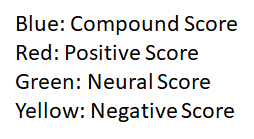 Blue: Compound Score
Red: Positive Score
Green: Neural Score
Yellow: Negative Score